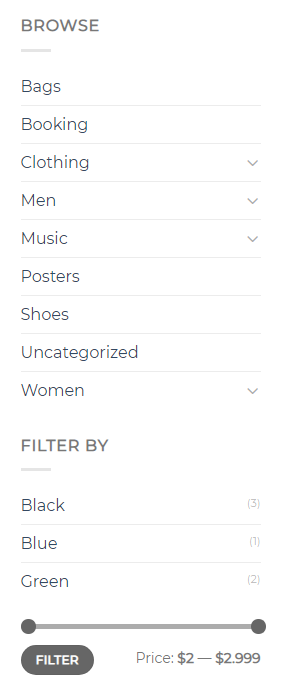 BROWSE
Bags
Booking
Clothing
Men
Music
Posters
Shoes
Uncategorized
Women
FILTER BY
Black (3)
Blue (1)
Green (2)
FILTER Price: $2 — $2.999